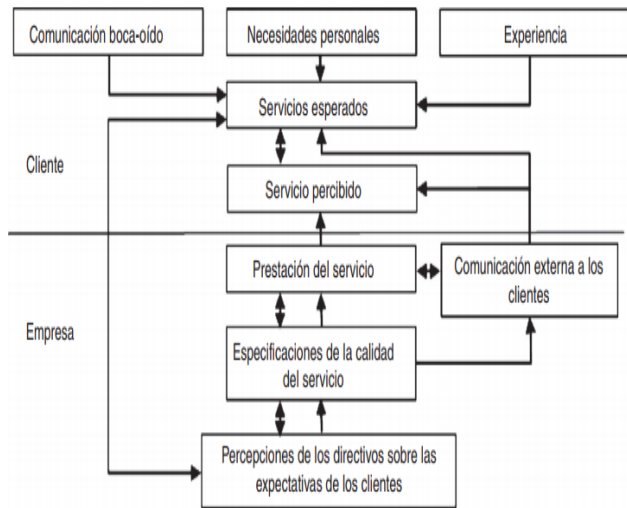 Comunicación boca-oído
Necesidades personales
Experiencia
Servicios esperados
Cliente
Servicio percibido
Prestación del servicio
Comunicación externa a los
clientes
Empresa
Especificaciones de la calidad
del servicio
Percepciones de los directivos sobre las
expectativas de los clientes